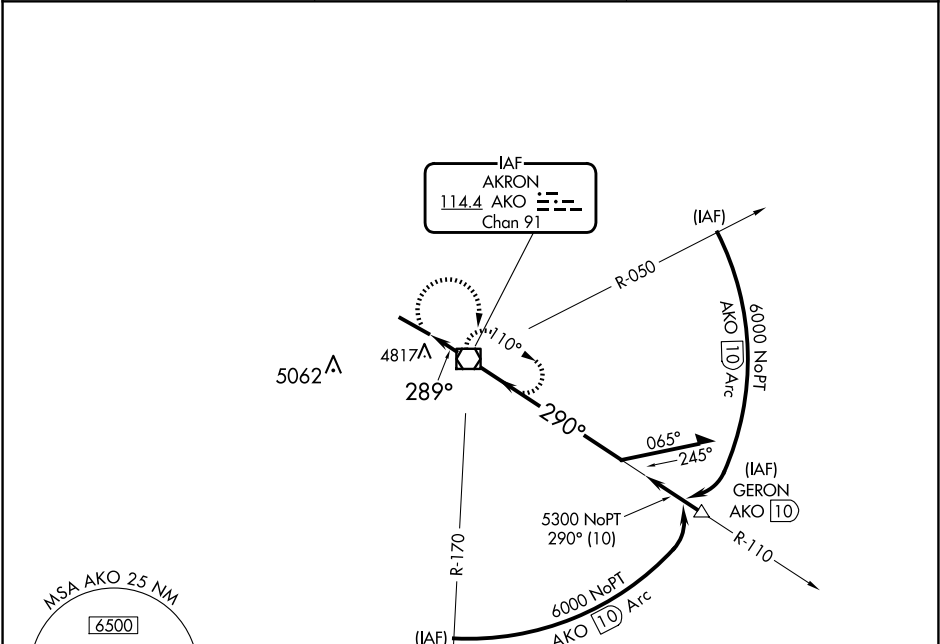 IAF
AKRON
114.4 AKO
Chan 91
(IAF)
R-050
6000 NoPT
AKO 10 Arc
110°
4817
5062
289°
290°
065°
245°
(IAF)
GERON
AKO 10
5300 NoPT
290° (10)
R-110
R-170
6000 NoPT
AKO 10 Arc
(IAF)
MSA AKO 25 NM
6500